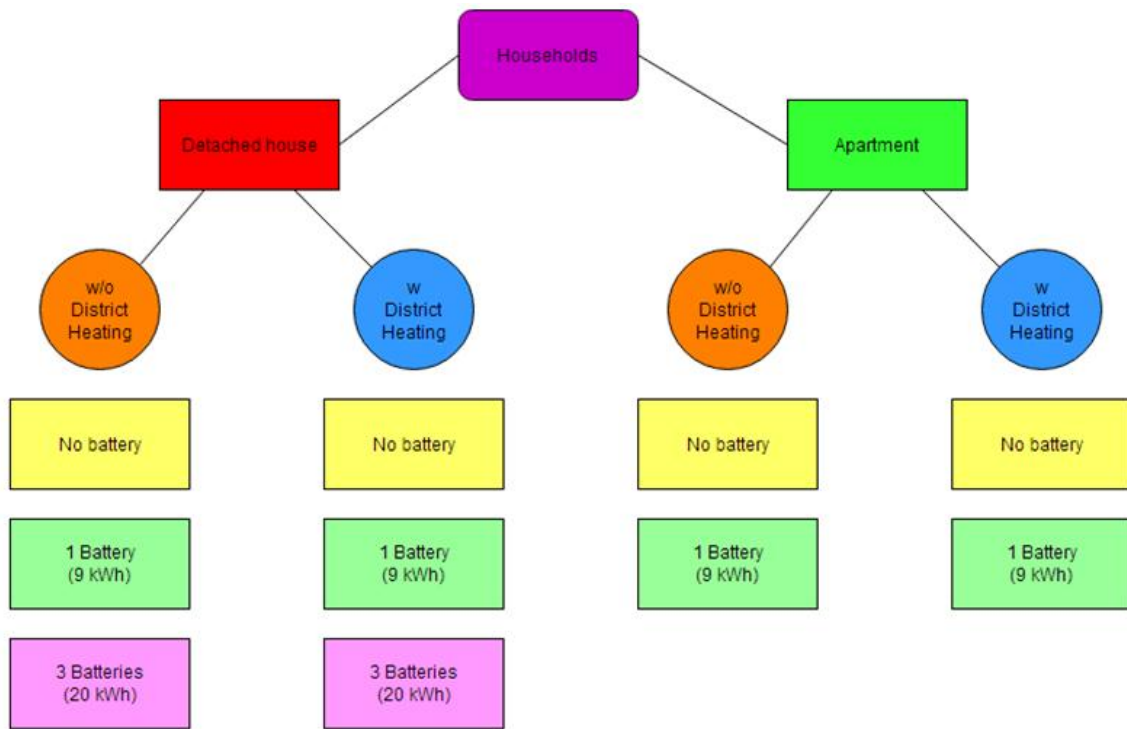 Households
Detached house
Apartment
w/o
District
Heating
w
District
Heating
w/o
District
Heating
w
District
Heating
No battery
No battery
No battery
No battery
1 Battery
(9 kWh)
1 Battery
(9 kWh)
1 Battery
(9 kWh)
1 Battery
(9 kWh)
3 Batteries
(20 kWh)
3 Batteries
(20 kWh)